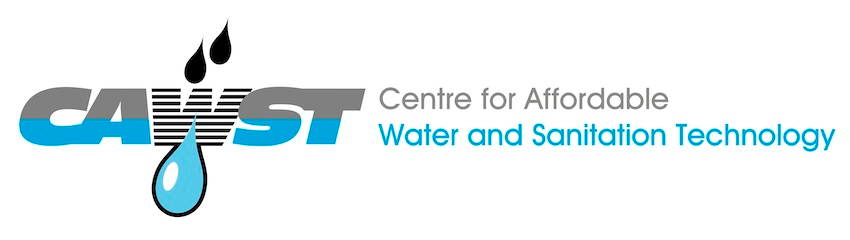 CAWST
Centre for Affordable
Water and Sanitation Technology